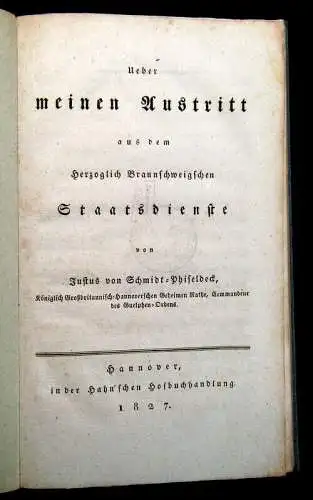 Ueber
meinen Austritt
aus dem
Herzoglich Braunschweigschen
Staatsdienste
von
Justus von Schmidt-Phiseldeck,
Königlich Großbritannisch-Hannoverschen Geheimen Rathe, Commandeur
des Guelphen-Ordens.
Hannover,
in der Hahn'schen Hofbuchhandlung
1827.